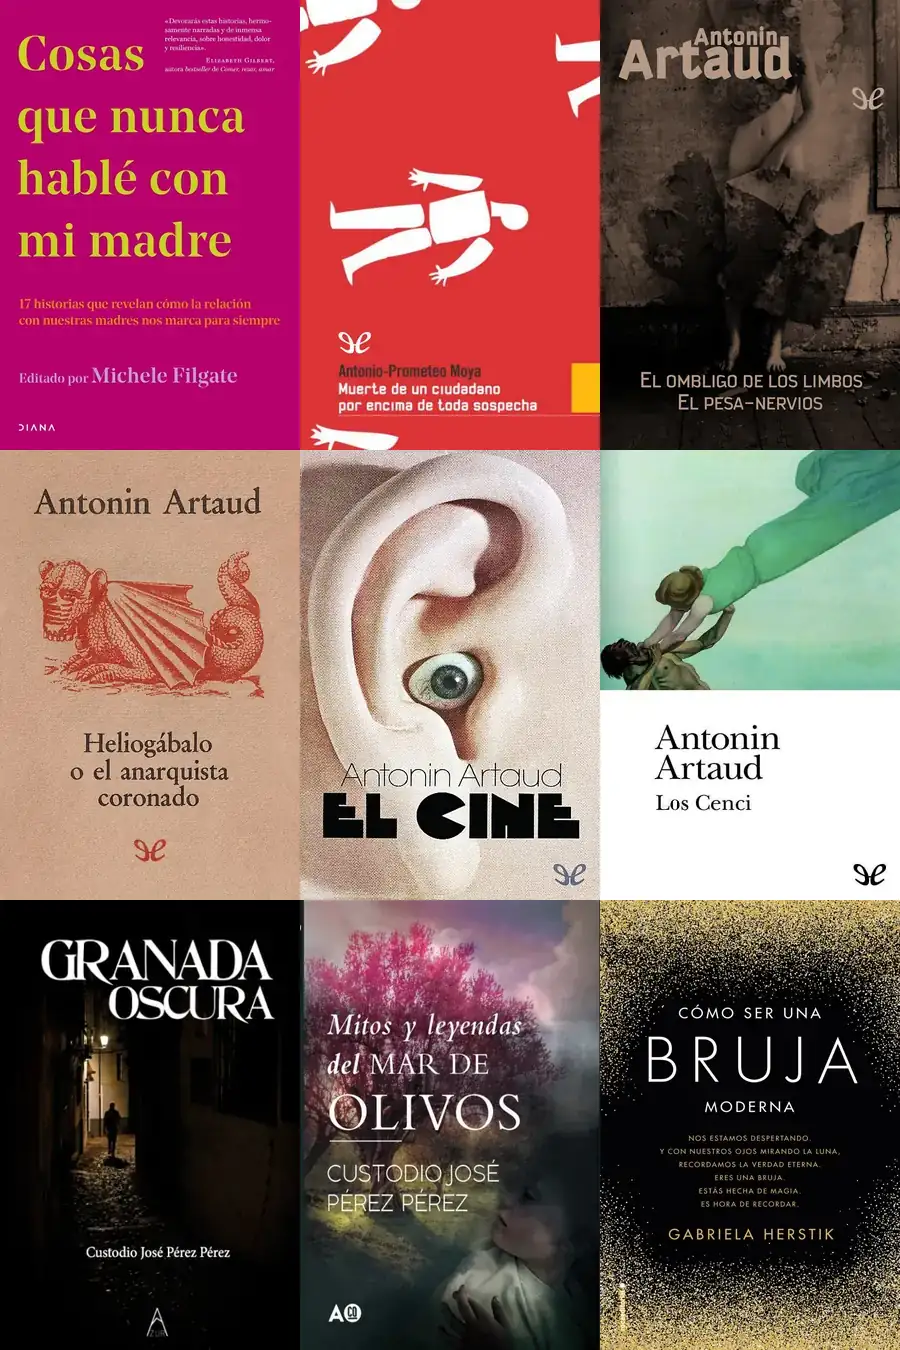 «Devorarás estas historias, hermo-
samente narradas y de inmensa
relevancia, sobre honestidad, dolor
y resiliencia».
ELIZABETH GILBERT,
autora bestseller de Comer, rezar, amar
Cosas
que nunca
hablé con
mi madre
17 historias que revelan cómo la relación
con nuestras madres nos marca para siempre
Editado por Michele Filgate
DIANA
Antonio-Prometeo Moya
Muerte de un ciudadano
por encima de toda sospecha
Antonin
Artaud
EL OMBLIGO DE LOS LIMBOS
EL PESA-NERVIOS
Antonin Artaud
Heliogábalo
o el anarquista
coronado
Antonin Artaud
EL CINE
Antonin
Artaud
Los Cenci
GRANADA
OSCURA
Custodio José Pérez Pérez
Mitos y leyendas
del MAR DE
OLIVOS
CUSTODIO JOSÉ
PÉREZ PÉREZ
CÓMO SER UNA
BRUJA
MODERNA
NOS ESTAMOS DESPERTANDO.
Y CON NUESTROS OJOS MIRANDO LA LUNA,
RECORDAMOS LA VERDAD ETERNA.
ERES UNA BRUJA.
ESTÁS HECHA DE MAGIA.
ES HORA DE RECORDAR.
GABRIELA HERSTIK